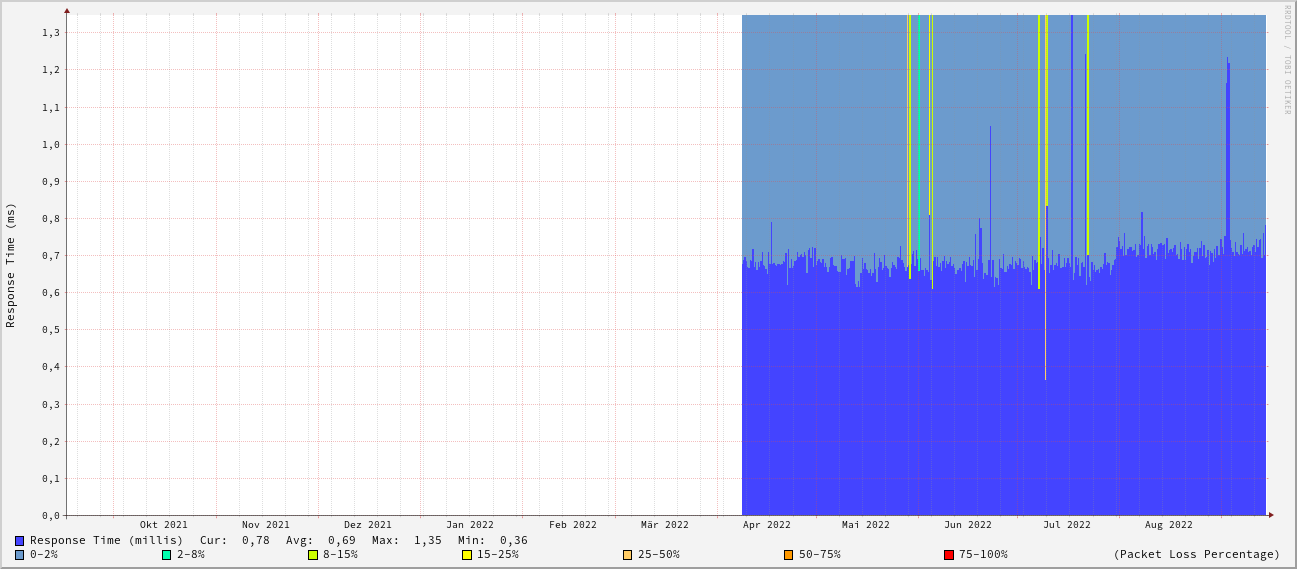 RRDTOOL / TOBI OETIKER
Response Time (ms)
1,3
1,2
1,1
1,0
0,9
0,8
0,7
0,6
0,5
0,4
0,3
0,2
0,1
0,0
Okt 2021 Nov 2021 Dez 2021 Jan 2022 Feb 2022 Mär 2022 Apr 2022 Mai 2022 Jun 2022 Jul 2022 Aug 2022
Response Time (millis) Cur: 0,78 Avg: 0,69 Max: 1,35 Min: 0,36
0-2% 2-8% 8-15% 15-25% 25-50% 50-75% 75-100% (Packet Loss Percentage)